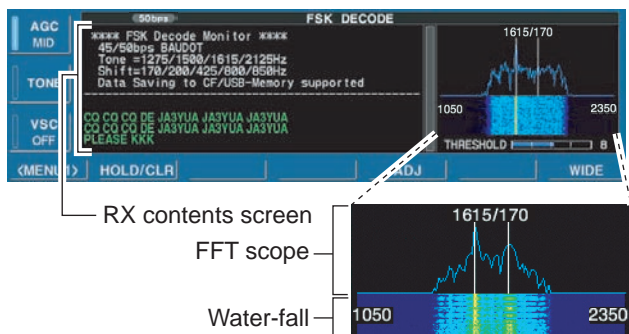 AGC
MID
TONE
VSC
OFF
50bps FSK DECODE
**** FSK Decode Monitor ****
45/50bps BAUDOT
Tone =1275/1500/1615/2125Hz
Shift=170/200/425/800/850Hz
Data Saving to CF/USB-Memory supported
CQ CQ CQ DE JA3YUA JA3YUA JA3YUA
CQ CQ CQ DE JA3YUA JA3YUA JA3YUA
PLEASE KKK
1615/170
1050 2350
THRESHOLD 8
<MENU1> HOLD/CLR ADJ WIDE
RX contents screen
FFT scope
Water-fall
1615/170
1050 2350